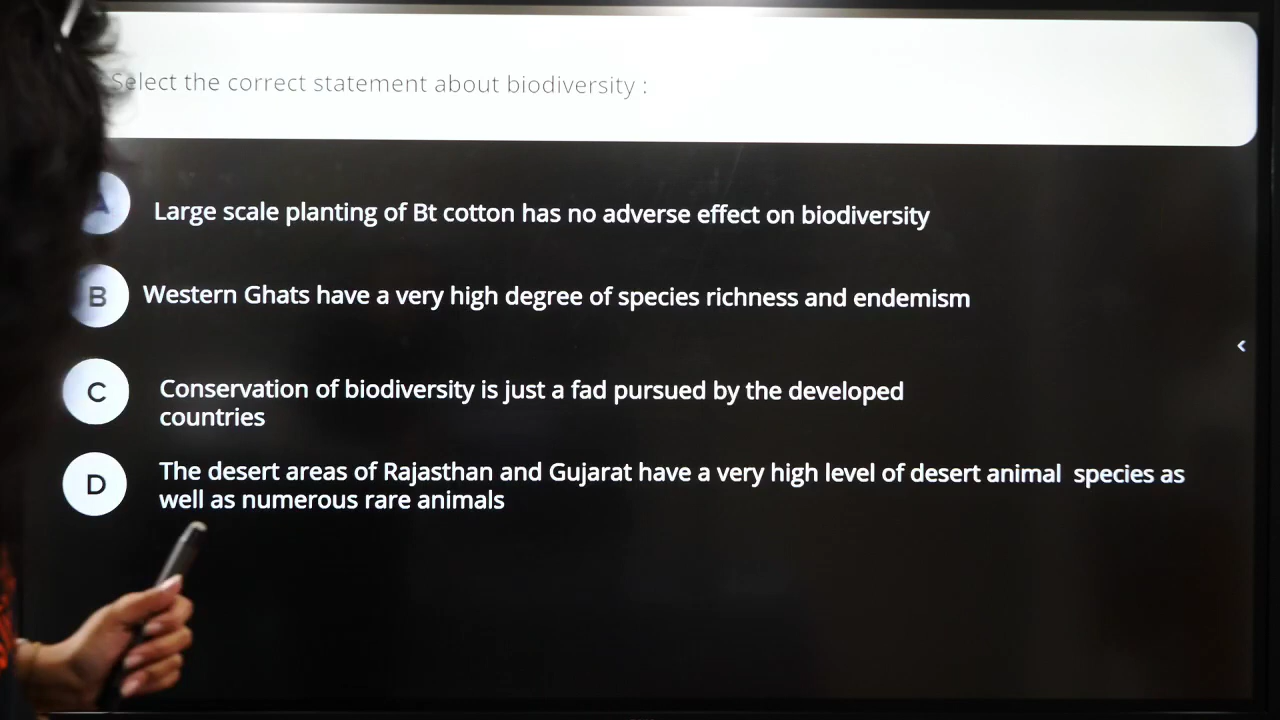 Select the correct statement about biodiversity :
A Large scale planting of Bt cotton has no adverse effect on biodiversity
B Western Ghats have a very high degree of species richness and endemism
C Conservation of biodiversity is just a fad pursued by the developed
countries
D The desert areas of Rajasthan and Gujarat have a very high level of desert animal species as
well as numerous rare animals